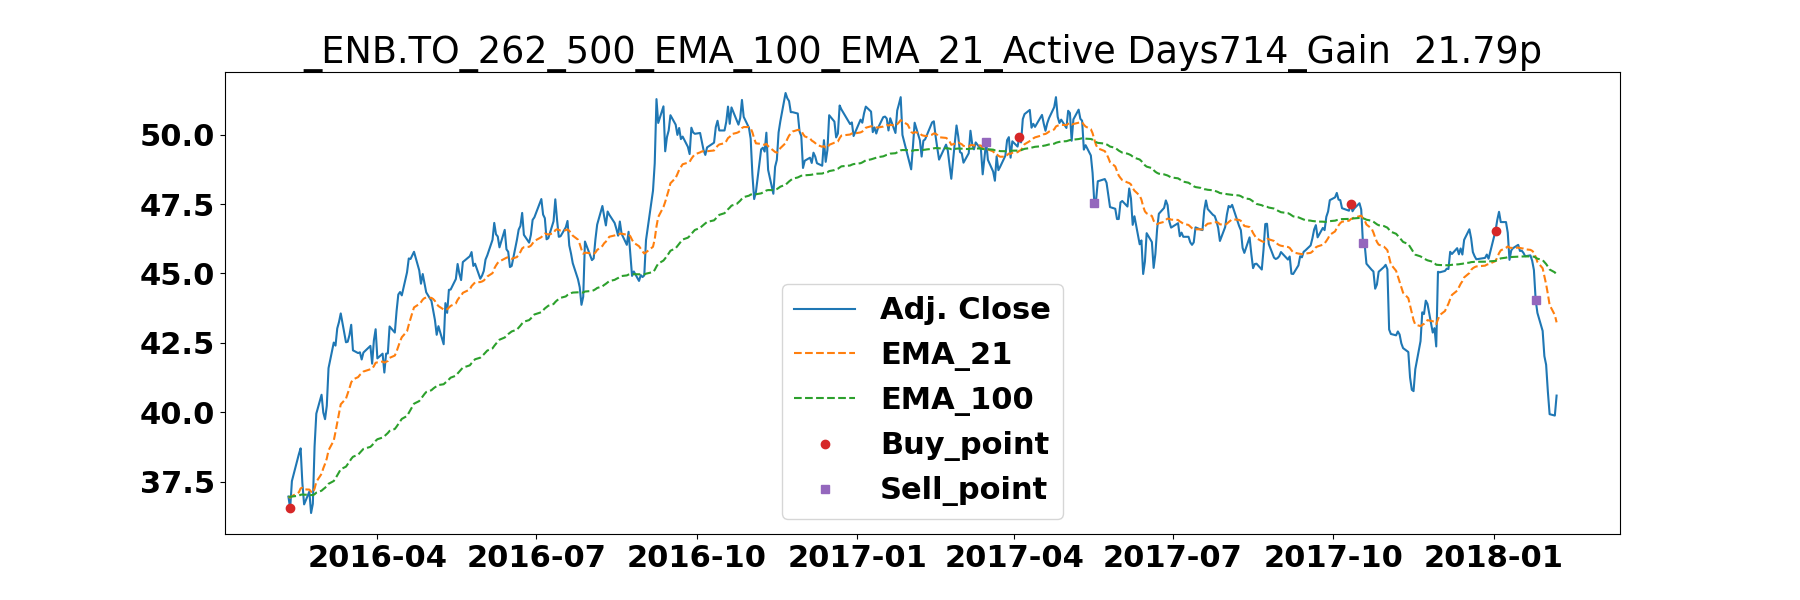 _ENB.TO_262_500_EMA_100_EMA_21_Active Days714_Gain  21.79p
50.0
47.5
45.0
42.5
40.0
37.5
Adj. Close
EMA_21
EMA_100
Buy_point
Sell_point
2016-04 2016-07 2016-10 2017-01 2017-04 2017-07 2017-10 2018-01